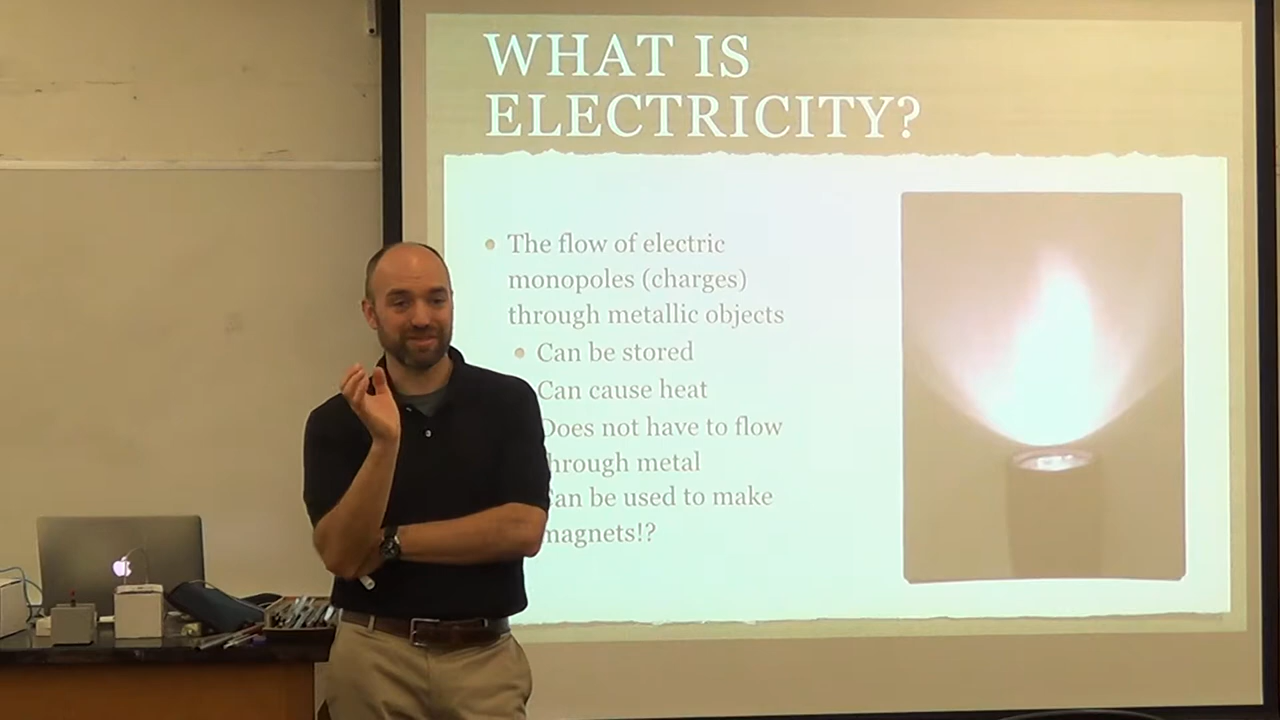 WHAT IS
ELECTRICITY?
The flow of electric
monopoles (charges)
through metallic objects
Can be stored
Can cause heat
Does not have to flow
through metal
Can be used to make
magnets!?